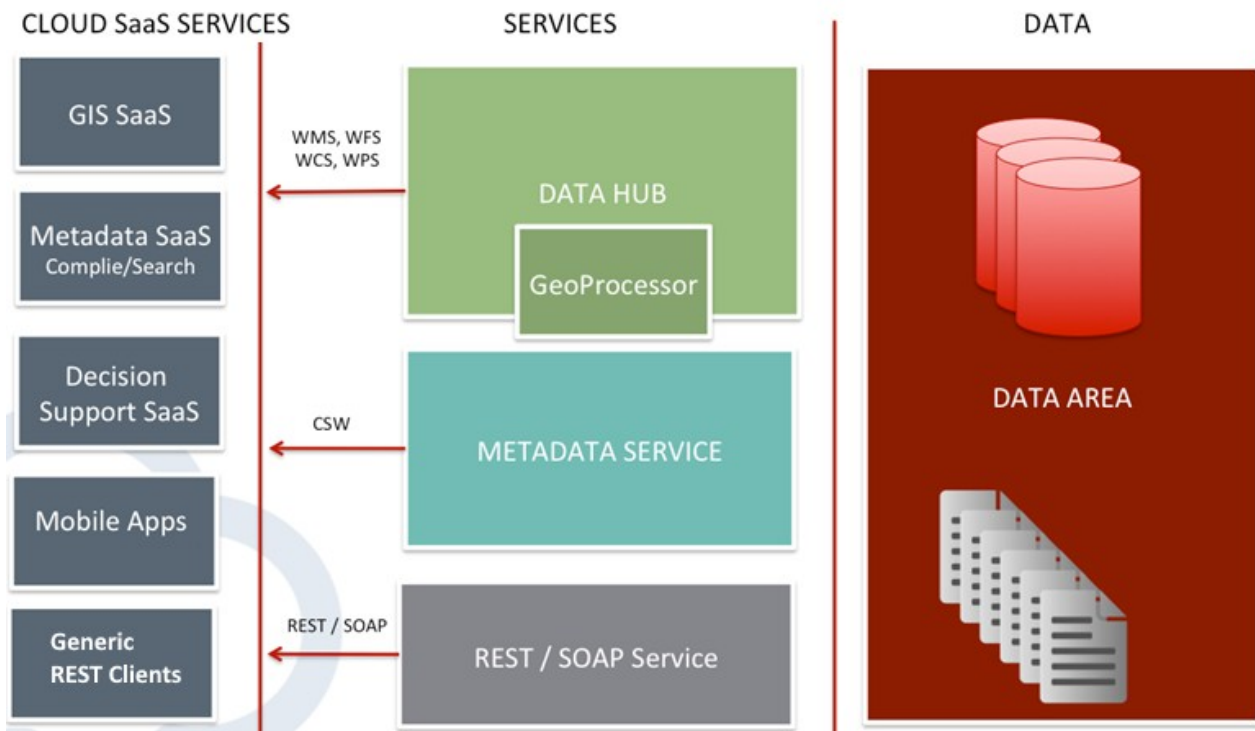 CLOUD SaaS SERVICES
SERVICES
DATA
GIS SaaS
Metadata SaaS
Complie/Search
Decision
Support SaaS
Mobile Apps
Generic
REST Clients
WMS, WFS
WCS, WPS
CSW
REST / SOAP
DATA HUB
GeoProcessor
METADATA SERVICE
REST / SOAP Service
DATA AREA